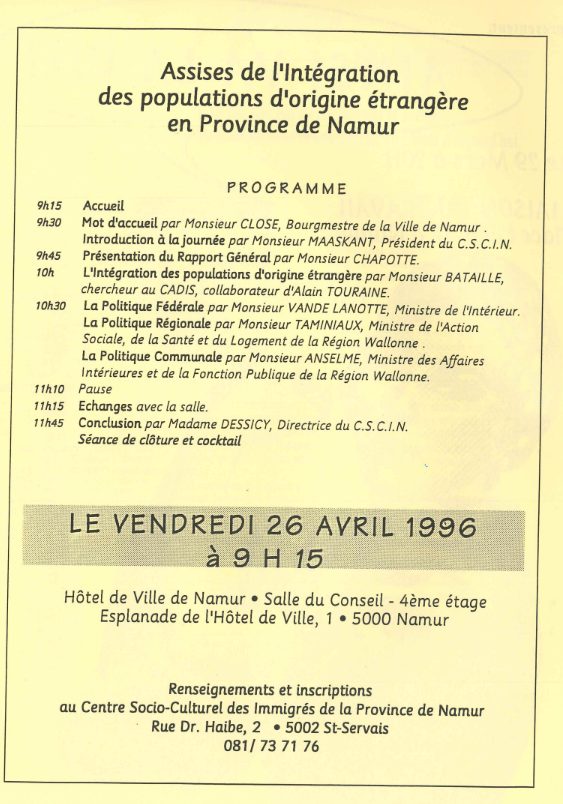 Assises de l'Intégration
des populations d'origine étrangère
en Province de Namur
PROGRAMME
9h15 Accueil
9h30 Mot d'accueil par Monsieur CLOSE, Bourgmestre de la Ville de Namur .
Introduction à la journée par Monsieur MAASKANT, Président du C.S.C.I.N.
9h45 Présentation du Rapport Général par Monsieur CHAPOTTE.
10h L'Intégration des populations d'origine étrangère par Monsieur BATAILLE,
chercheur au CADIS, collaborateur d'Alain TOURAINE.
10h30 La Politique Fédérale par Monsieur VANDE LANOTTE, Ministre de l'Intérieur.
La Politique Régionale par Monsieur TAMINIAUX, Ministre de l'Action
Sociale, de la Santé et du Logement de la Région Wallonne .
La Politique Communale par Monsieur ANSELME, Ministre des Affaires
Intérieures et de la Fonction Publique de la Région Wallonne.
11h10 Pause
11h15 Echanges avec la salle.
11h45 Conclusion par Madame DESSICY, Directrice du C.S.C.I.N.
Séance de clôture et cocktail
LE VENDREDI 26 AVRIL 1996
à 9 H 15
Hôtel de Ville de Namur • Salle du Conseil - 4ème étage
Esplanade de l'Hôtel de Ville, 1 • 5000 Namur
Renseignements et inscriptions
au Centre Socio-Culturel des Immigrés de la Province de Namur
Rue Dr. Haibe, 2 • 5002 St-Servais
081/ 73 71 76